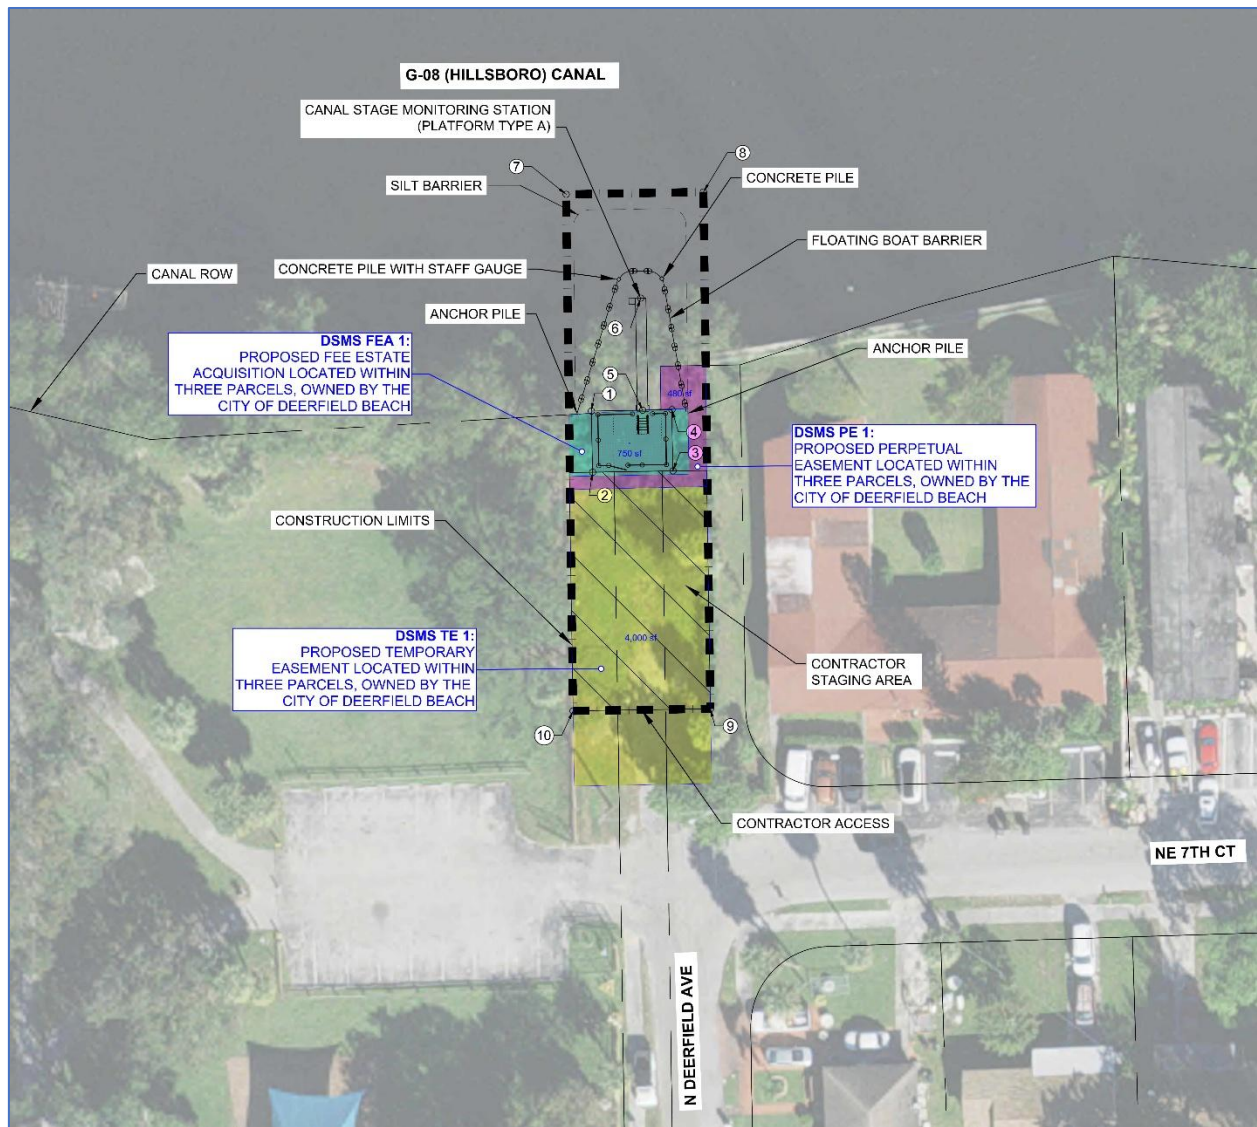 G-08 (HILLSBORO) CANAL
CANAL STAGE MONITORING STATION
(PLATFORM TYPE A)
7
8
SILT BARRIER
CONCRETE PILE
FLOATING BOAT BARRIER
CANAL ROW
CONCRETE PILE WITH STAFF GAUGE
ANCHOR PILE
6
DSMS FEA 1:
PROPOSED FEE ESTATE
ACQUISITION LOCATED WITHIN
THREE PARCELS, OWNED BY THE
CITY OF DEERFIELD BEACH
ANCHOR PILE
5
1
480 sf
4
3
750 sf
2
DSMS PE 1:
PROPOSED PERPETUAL
EASEMENT LOCATED WITHIN
THREE PARCELS, OWNED BY THE
CITY OF DEERFIELD BEACH
CONSTRUCTION LIMITS
DSMS TE 1:
PROPOSED TEMPORARY
EASEMENT LOCATED WITHIN
THREE PARCELS, OWNED BY THE
CITY OF DEERFIELD BEACH
4,000 sf
CONTRACTOR
STAGING AREA
10
9
CONTRACTOR ACCESS
NE 7TH CT
N DEERFIELD AVE